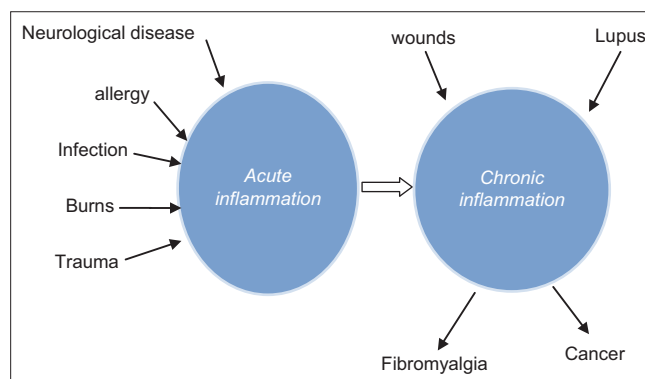 Neurological disease
wounds
Lupus
allergy
Infection
Burns
Trauma
Acute
inflammation
Chronic
inflammation
Fibromyalgia
Cancer